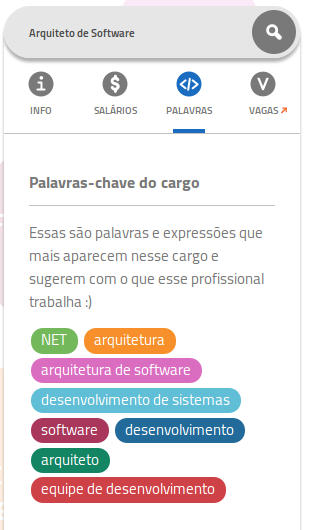 Arquiteto de Software
INFO SALÁRIOS PALAVRAS VAGAS
Palavras-chave do cargo
Essas são palavras e expressões que
mais aparecem nesse cargo e
sugerem com o que esse profissional
trabalha :)
NET arquitetura
arquitetura de software
desenvolvimento de sistemas
software desenvolvimento
arquiteto
equipe de desenvolvimento